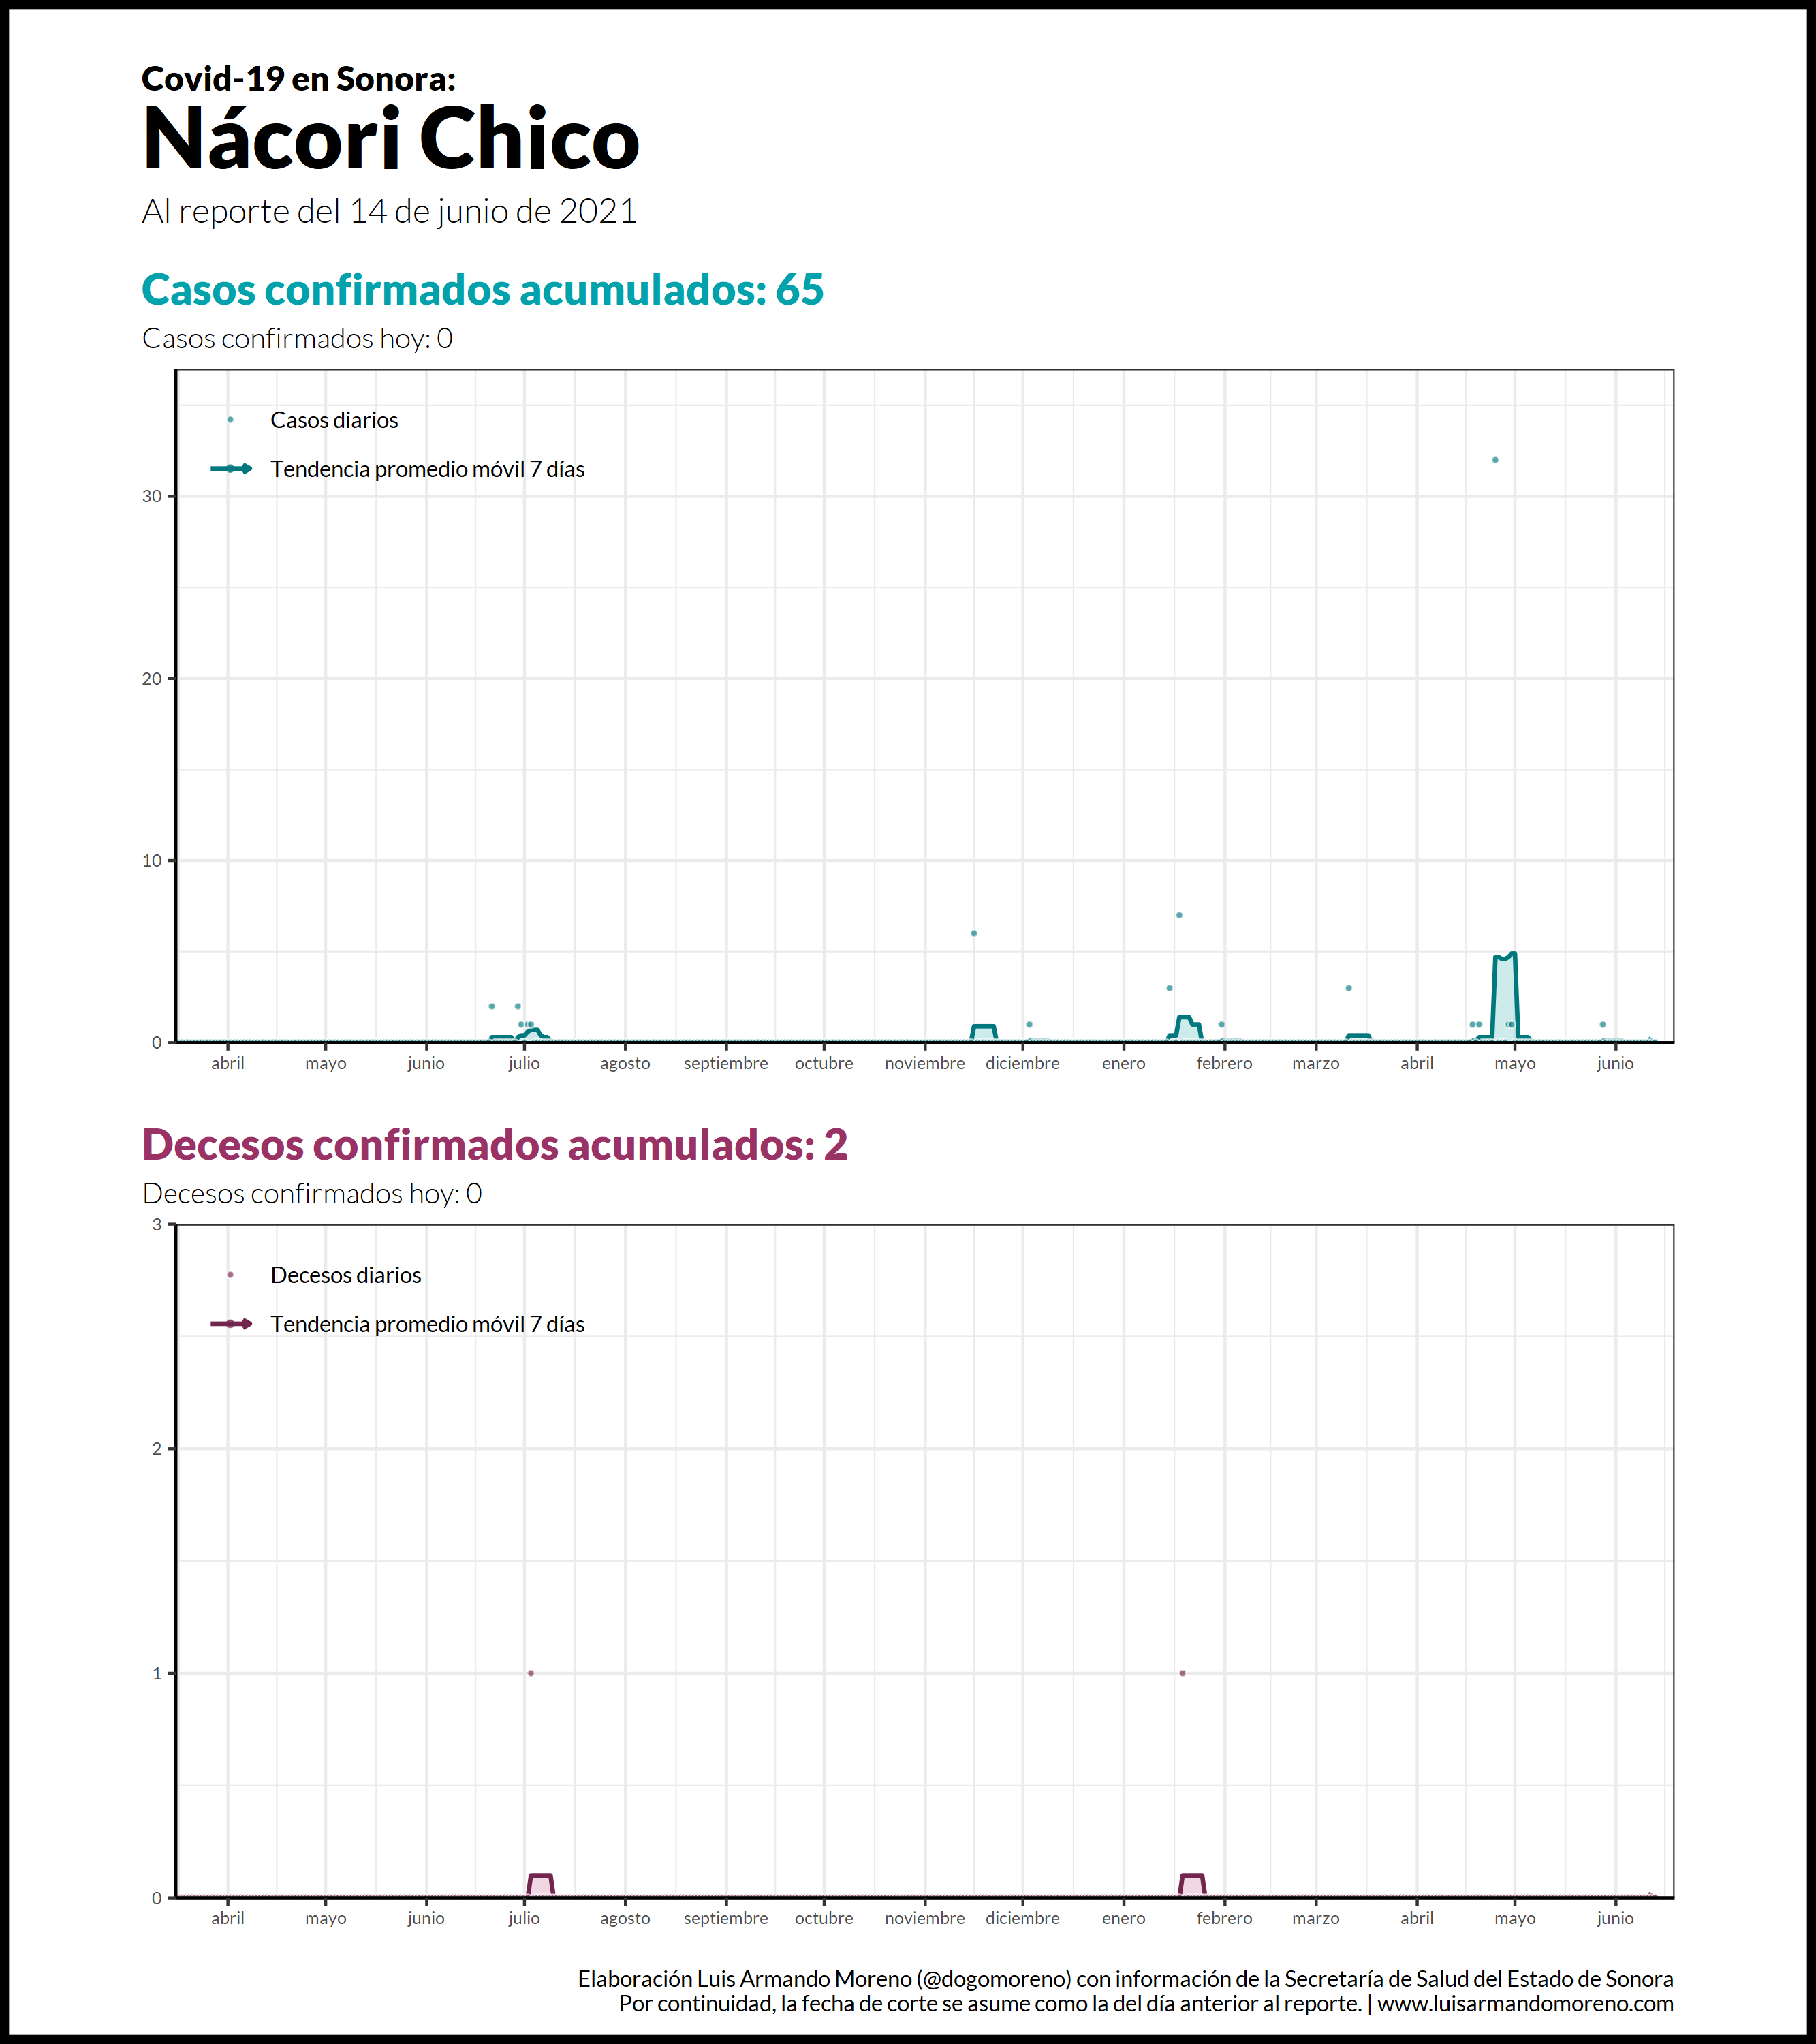 Covid-19 en Sonora:
Nácori Chico
Al reporte del 14 de junio de 2021
Casos confirmados acumulados: 65
Casos confirmados hoy: 0
Casos diarios
Tendencia promedio móvil 7 días
30
20
10
0
abril mayo junio julio agosto septiembre octubre noviembre diciembre enero febrero marzo abril mayo junio
Decesos confirmados acumulados: 2
Decesos confirmados hoy: 0
3
Decesos diarios
Tendencia promedio móvil 7 días
2
1
0
abril mayo junio julio agosto septiembre octubre noviembre diciembre enero febrero marzo abril mayo junio
Elaboración Luis Armando Moreno (@dogomoreno) con información de la Secretaría de Salud del Estado de Sonora
Por continuidad, la fecha de corte se asume como la del día anterior al reporte. | www.luisarmandomoreno.com